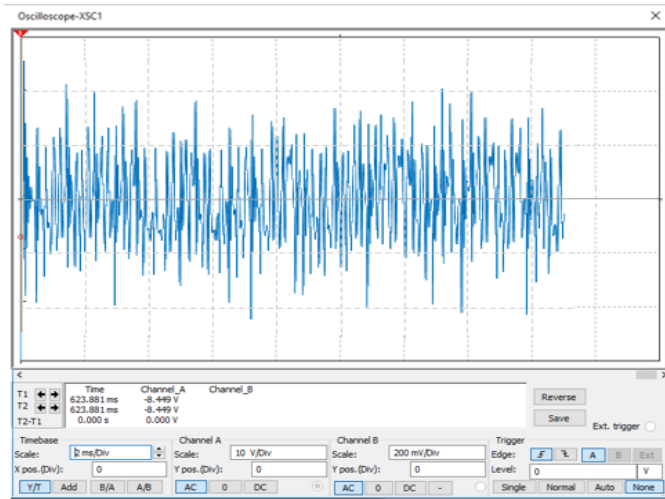 Oscilloscope-XSC1
Time Channel_A Channel_B
T1 623.881 ms -8.449 V
T2 623.881 ms -8.449 V
T2-T1 0.000 s 0.000 V
Reverse
Save
Ext. trigger
Timebase Channel A Channel B Trigger
Scale: 2 ms/Div Scale: 10 V/Div Scale: 200 mV/Div Edge: A B Ext
X pos.(Div): 0 Y pos.(Div): 0 Y pos.(Div): 0 Level: 0 V
Y/T Add B/A A/B AC 0 DC AC 0 DC - Single Normal Auto None